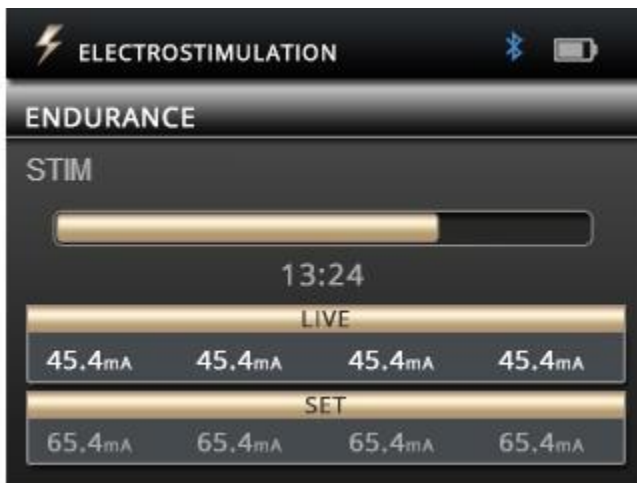 ELECTROSTIMULATION
ENDURANCE
STIM
13:24
LIVE
45.4mA 45.4mA 45.4mA 45.4mA
SET
65.4mA 65.4mA 65.4mA 65.4mA